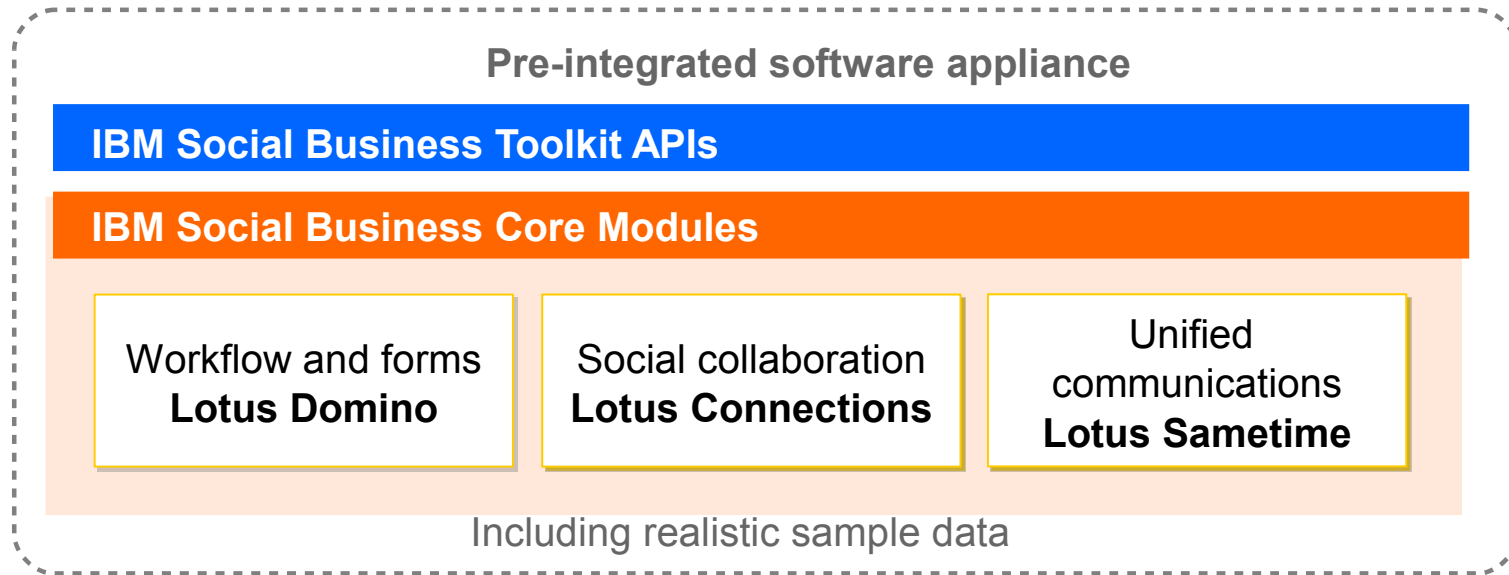 Pre-integrated software appliance
IBM Social Business Toolkit APIs
IBM Social Business Core Modules
Workflow and forms
Lotus Domino
Social collaboration
Lotus Connections
Unified
communications
Lotus Sametime
Including realistic sample data